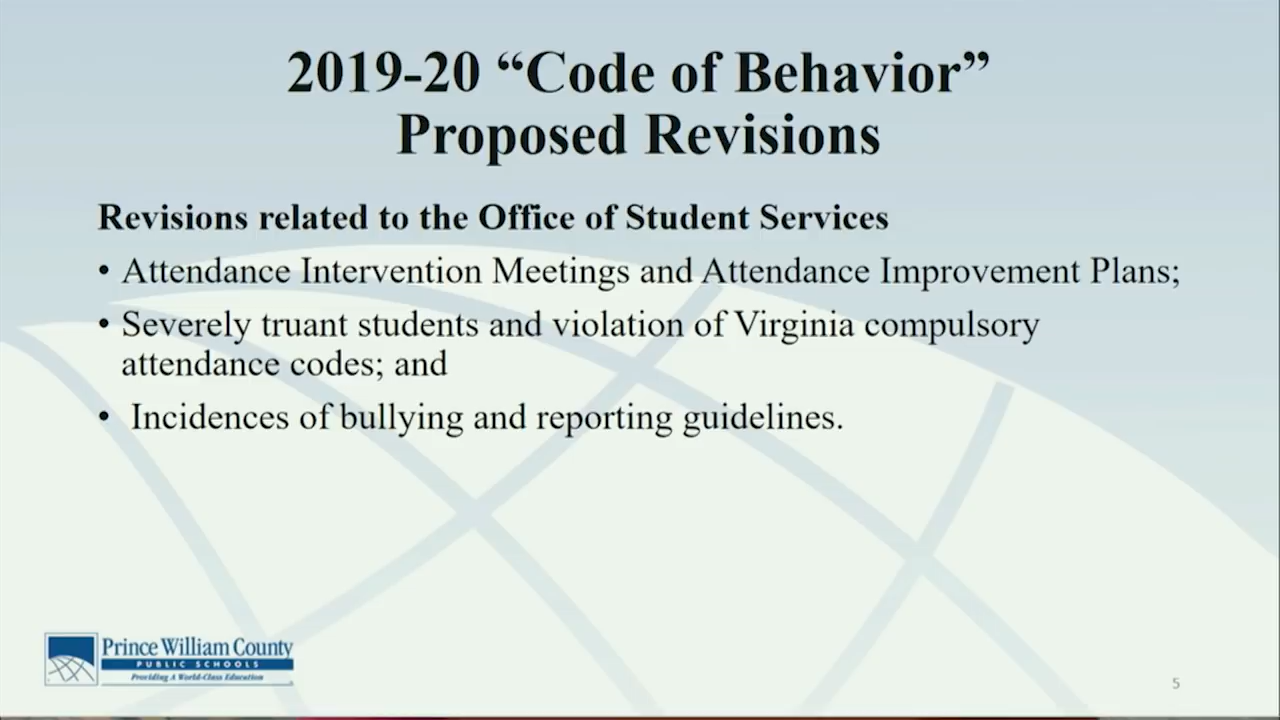 2019-20 “Code of Behavior”
Proposed Revisions
Revisions related to the Office of Student Services
• Attendance Intervention Meetings and Attendance Improvement Plans;
• Severely truant students and violation of Virginia compulsory
attendance codes; and
• Incidences of bullying and reporting guidelines.
Prince William County
PUBLIC SCHOOLS
Providing A World-Class Education
5